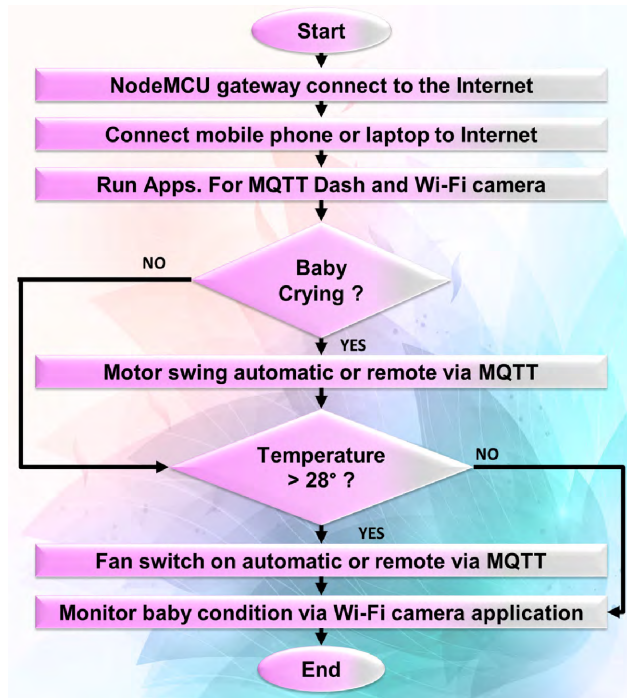 Start
NodeMCU gateway connect to the Internet
Connect mobile phone or laptop to Internet
Run Apps. For MQTT Dash and Wi-Fi camera
Baby
Crying ?
NO
YES
Motor swing automatic or remote via MQTT
Temperature
> 28° ?
NO
YES
Fan switch on automatic or remote via MQTT
Monitor baby condition via Wi-Fi camera application
End